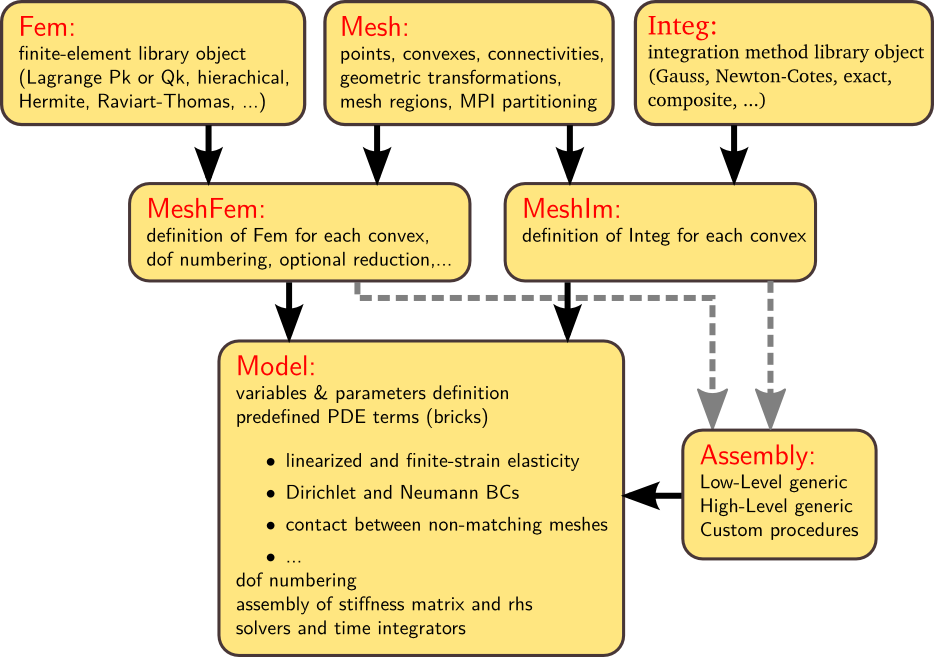 Fem:
finite-element library object
(Lagrange Pk or Qk, hierachical,
Hermite, Raviart-Thomas, ...)
Mesh:
points, convexes, connectivities,
geometric transformations,
mesh regions, MPI partitioning
Integ:
integration method library object
(Gauss, Newton-Cotes, exact,
composite, ...)
MeshFem:
definition of Fem for each convex,
dof numbering, optional reduction,...
MeshIm:
definition of Integ for each convex
Model:
variables & parameters definition
predefined PDE terms (bricks)
• linearized and finite-strain elasticity
• Dirichlet and Neumann BCs
• contact between non-matching meshes
• ...
dof numbering
assembly of stiffness matrix and rhs
solvers and time integrators
Assembly:
Low-Level generic
High-Level generic
Custom procedures